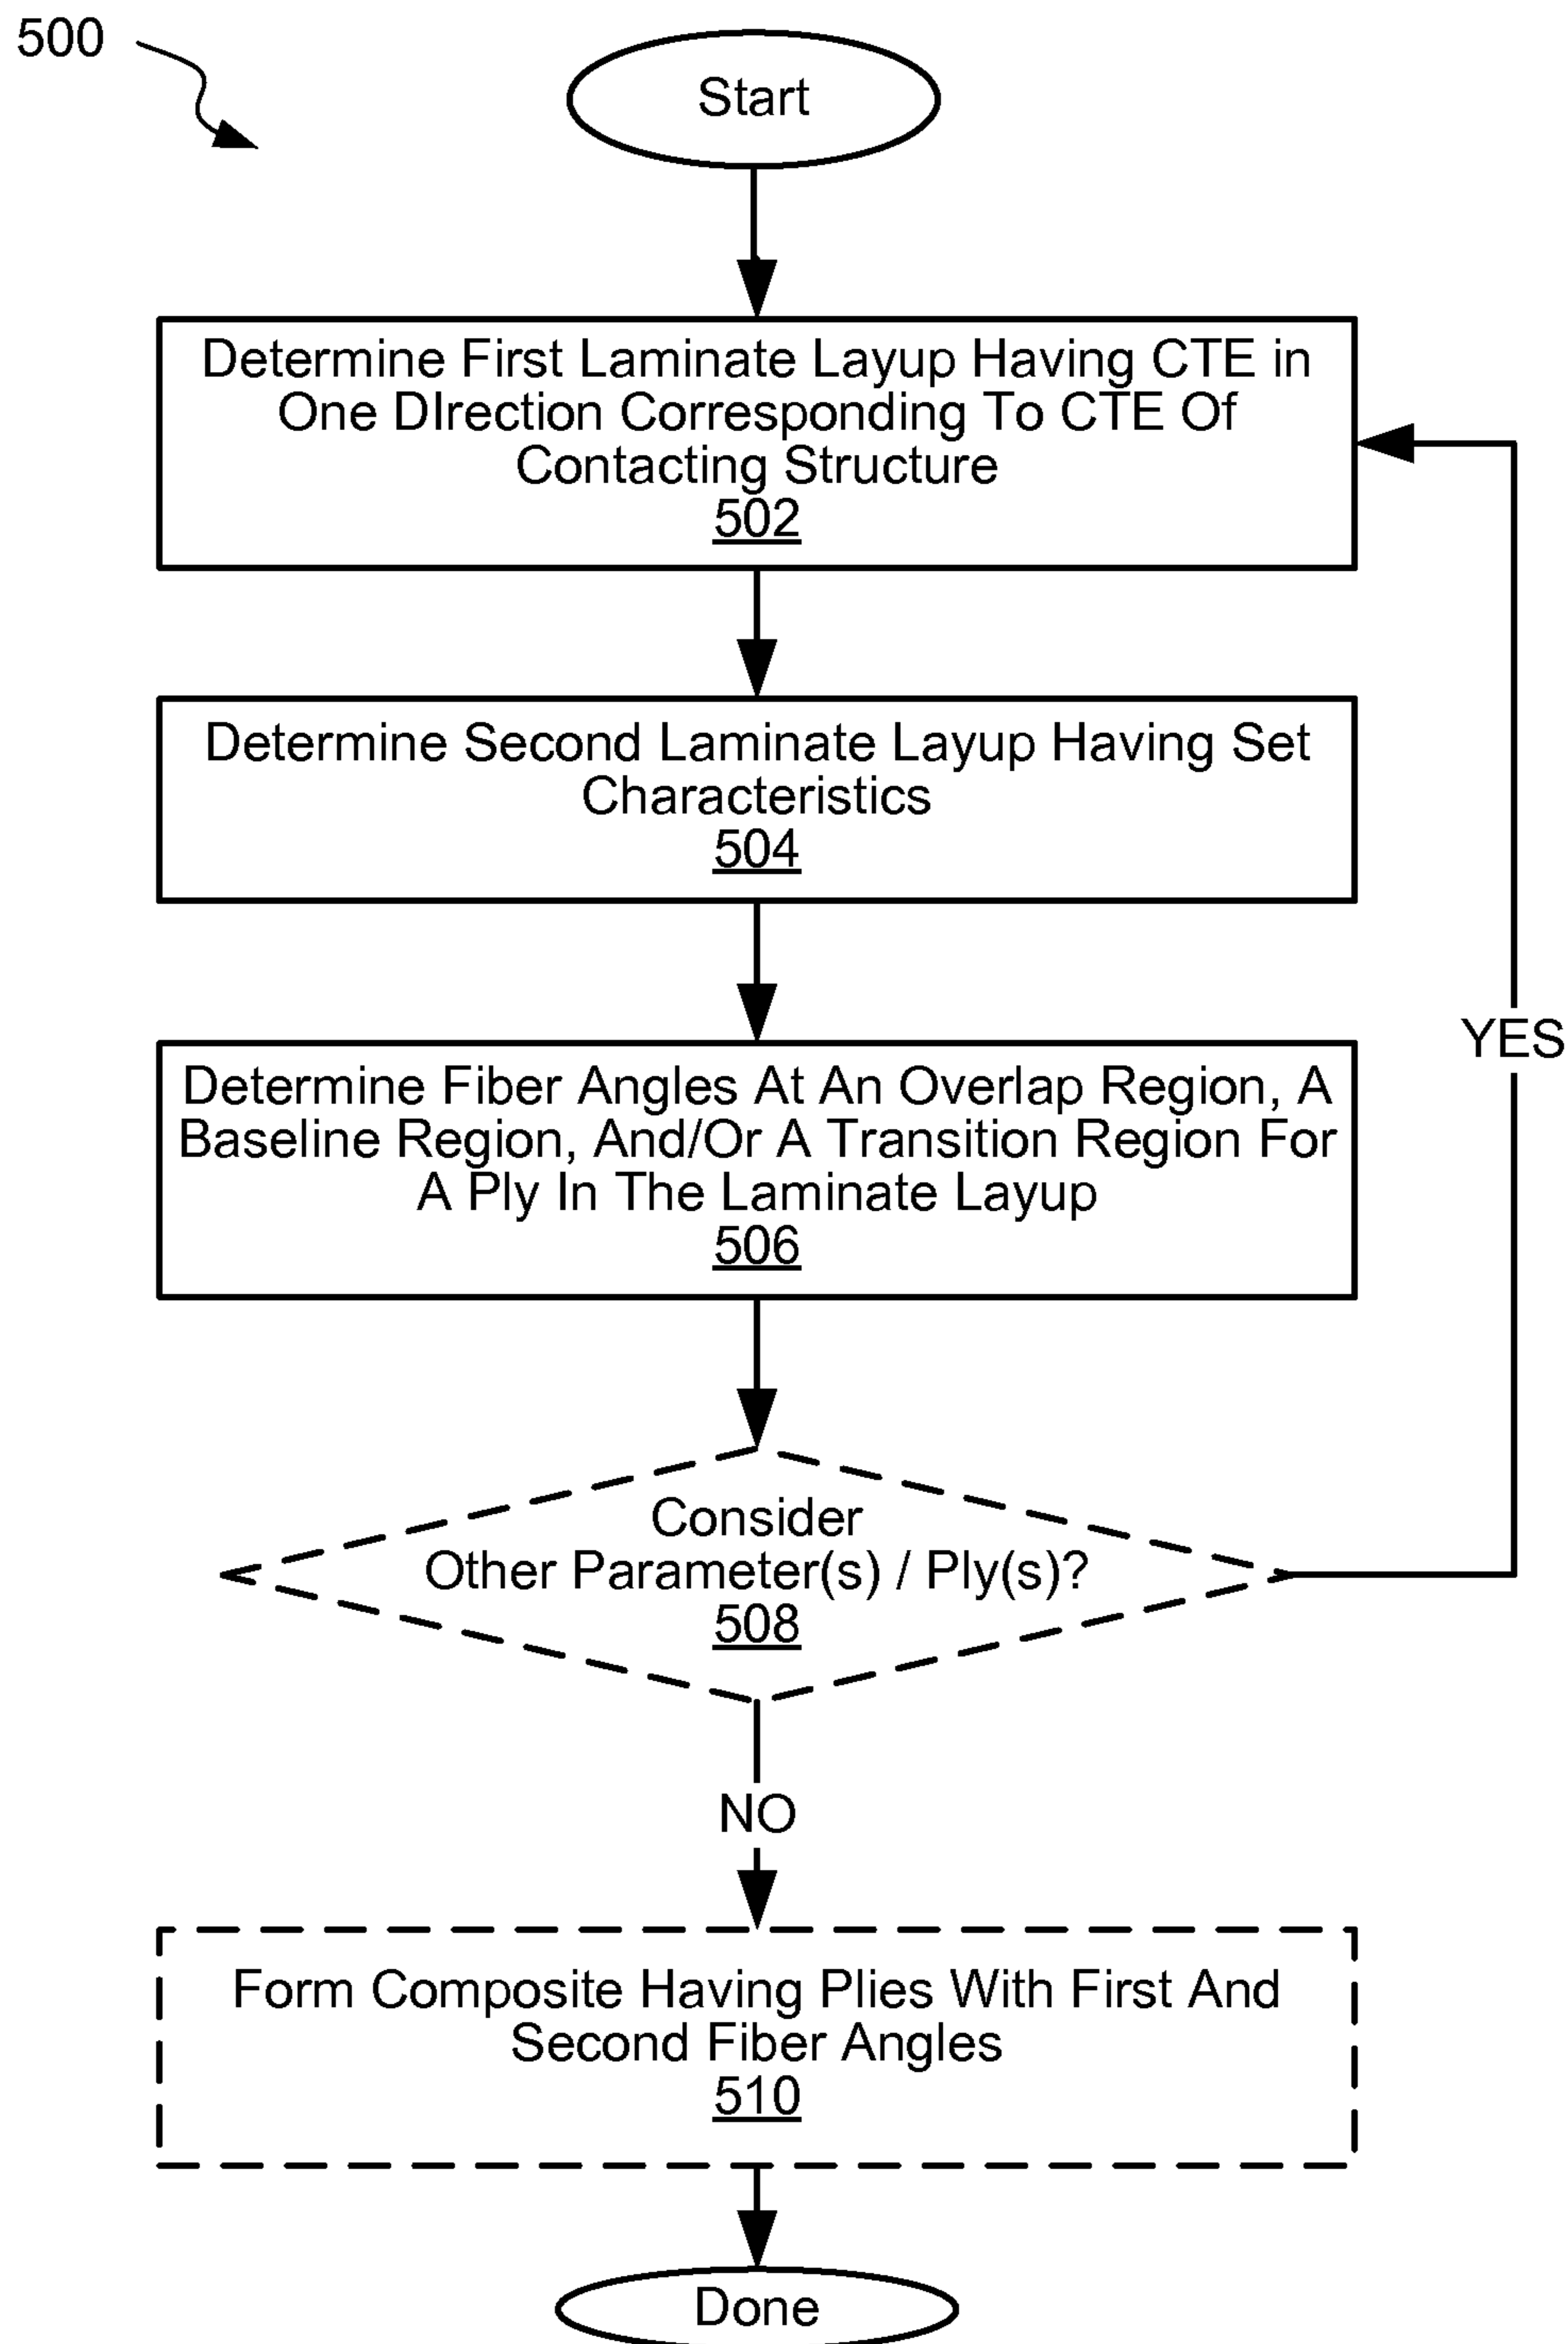 500
Start
Determine First Laminate Layup Having CTE in
One DIrection Corresponding To CTE Of
Contacting Structure
502
Determine Second Laminate Layup Having Set
Characteristics
504
Determine Fiber Angles At An Overlap Region, A
Baseline Region, And/Or A Transition Region For
A Ply In The Laminate Layup
506
YES
Consider
Other Parameter(s) / Ply(s)?
508
NO
Form Composite Having Plies With First And
Second Fiber Angles
510
Done